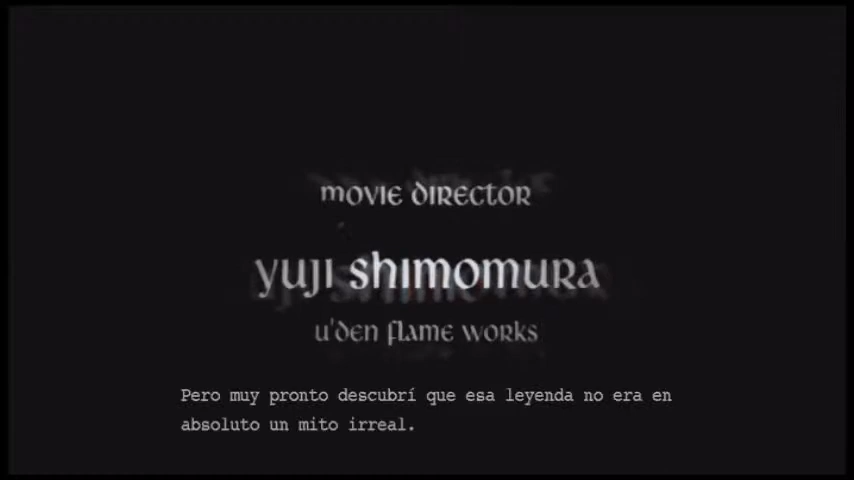 movie director
yuji shimomura
u'den flame works
Pero muy pronto descubrí que esa leyenda no era en
absoluto un mito irreal.